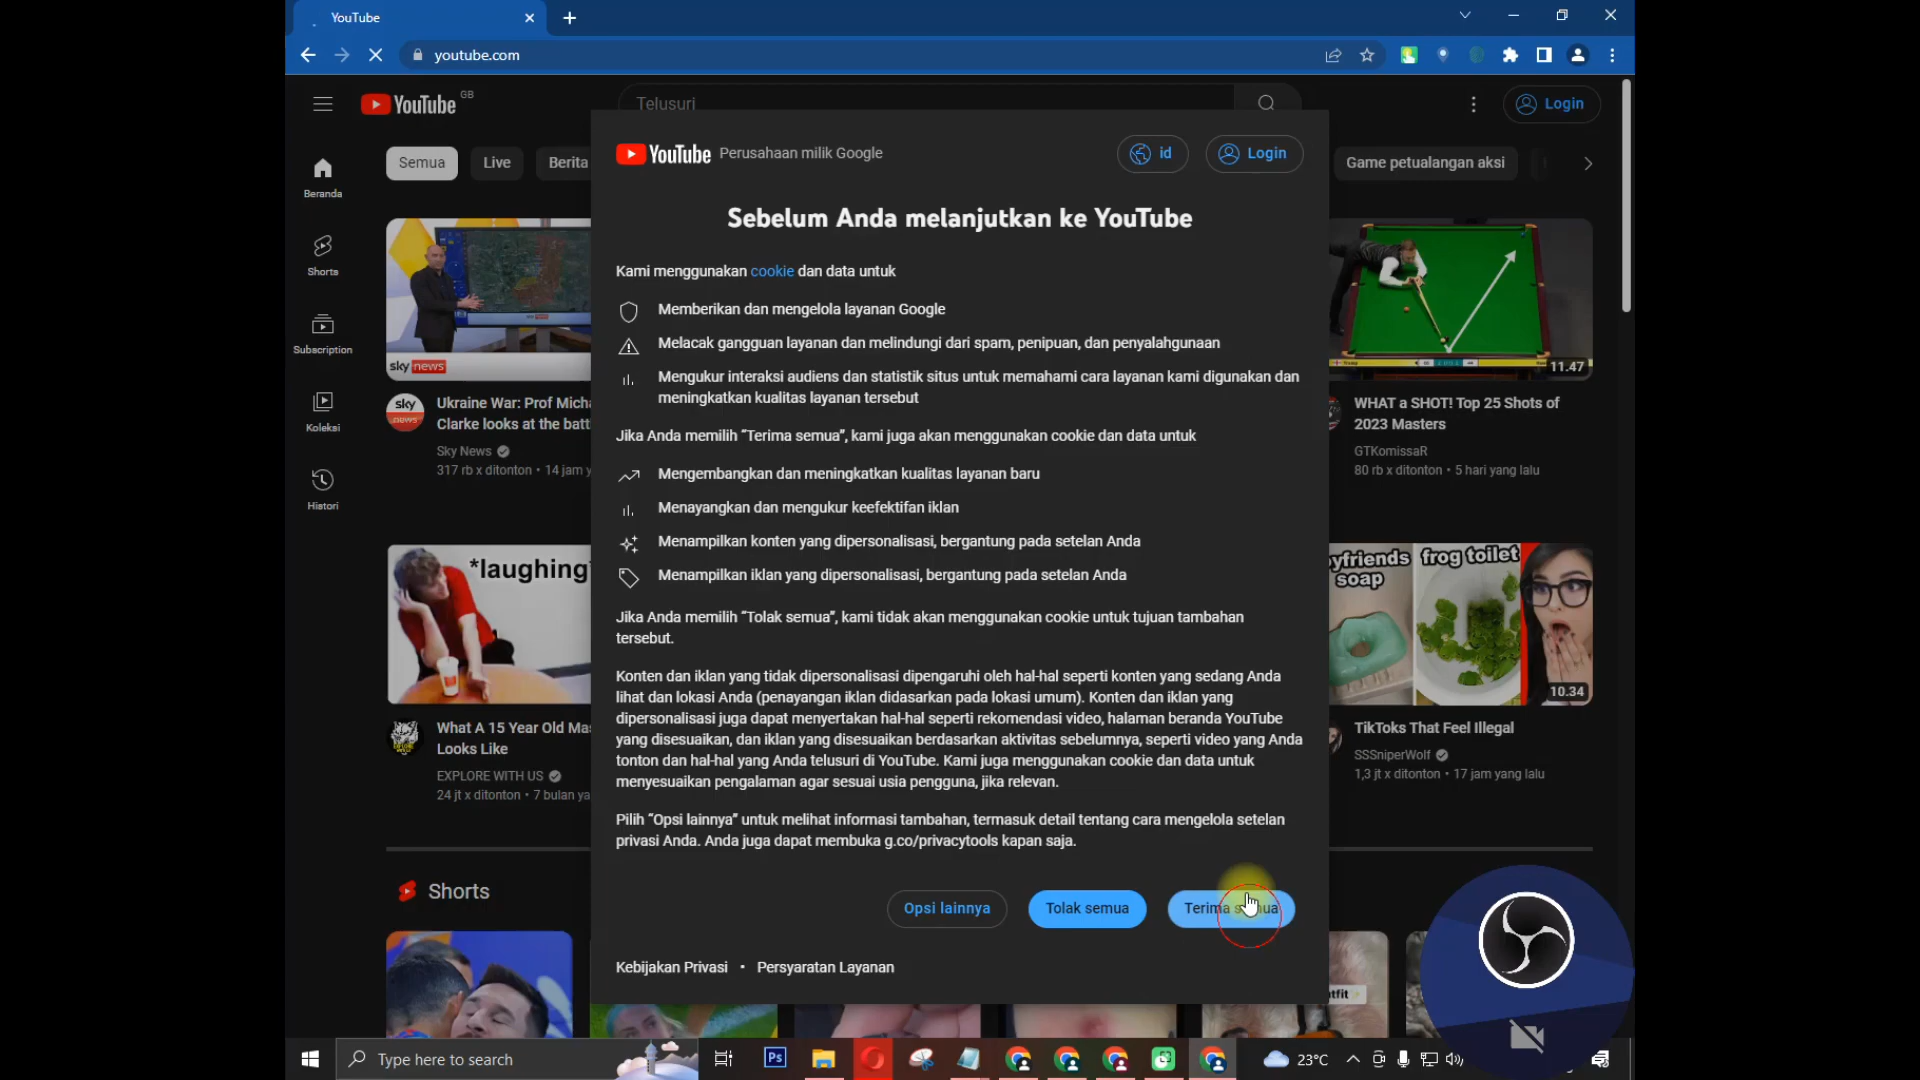 YouTube
youtube.com
YouTube GB
Telusuri
Login
Semua
Live
Berita
Game petualangan aksi
Beranda
Shorts
Subscription
Koleksi
Histori
YouTube Perusahaan milik Google
id
Login
Sebelum Anda melanjutkan ke YouTube
Kami menggunakan cookie dan data untuk
Memberikan dan mengelola layanan Google
Melacak gangguan layanan dan melindungi dari spam, penipuan, dan penyalahgunaan
Mengukur interaksi audiens dan statistik situs untuk memahami cara layanan kami digunakan dan
meningkatkan kualitas layanan tersebut
Jika Anda memilih “Terima semua”, kami juga akan menggunakan cookie dan data untuk
Mengembangkan dan meningkatkan kualitas layanan baru
Menayangkan dan mengukur keefektifan iklan
Menampilkan konten yang dipersonalisasi, bergantung pada setelan Anda
Menampilkan iklan yang dipersonalisasi, bergantung pada setelan Anda
Jika Anda memilih “Tolak semua”, kami tidak akan menggunakan cookie untuk tujuan tambahan
tersebut.
Konten dan iklan yang tidak dipersonalisasi dipengaruhi oleh hal-hal seperti konten yang sedang Anda
lihat dan lokasi Anda (penayangan iklan didasarkan pada lokasi umum). Konten dan iklan yang
dipersonalisasi juga dapat menyertakan hal-hal seperti rekomendasi video, halaman beranda YouTube
yang disesuaikan, dan iklan yang disesuaikan berdasarkan aktivitas sebelumnya, seperti video yang Anda
tonton dan hal-hal yang Anda telusuri di YouTube. Kami juga menggunakan cookie dan data untuk
menyesuaikan pengalaman agar sesuai usia pengguna, jika relevan.
Pilih “Opsi lainnya” untuk melihat informasi tambahan, termasuk detail tentang cara mengelola setelan
privasi Anda. Anda juga dapat membuka g.co/privacytools kapan saja.
Opsi lainnya
Tolak semua
Terima semua
Kebijakan Privasi • Persyaratan Layanan
sky news
sky news
Ukraine War: Prof Micha
Clarke looks at the batt
Sky News
317 rb x ditonton • 14 jam y
11.47
WHAT a SHOT! Top 25 Shots of
2023 Masters
GTKomissaR
80 rb x ditonton • 5 hari yang lalu
*laughing
What A 15 Year Old Mas
Looks Like
EXPLORE WITH US
24 jt x ditonton • 7 bulan ya
yfriends
soap
frog toilet
10.34
TikToks That Feel Illegal
SSSniperWolf
1,3 jt x ditonton • 17 jam yang lalu
Shorts
tfit
Type here to search
Ps
23°C